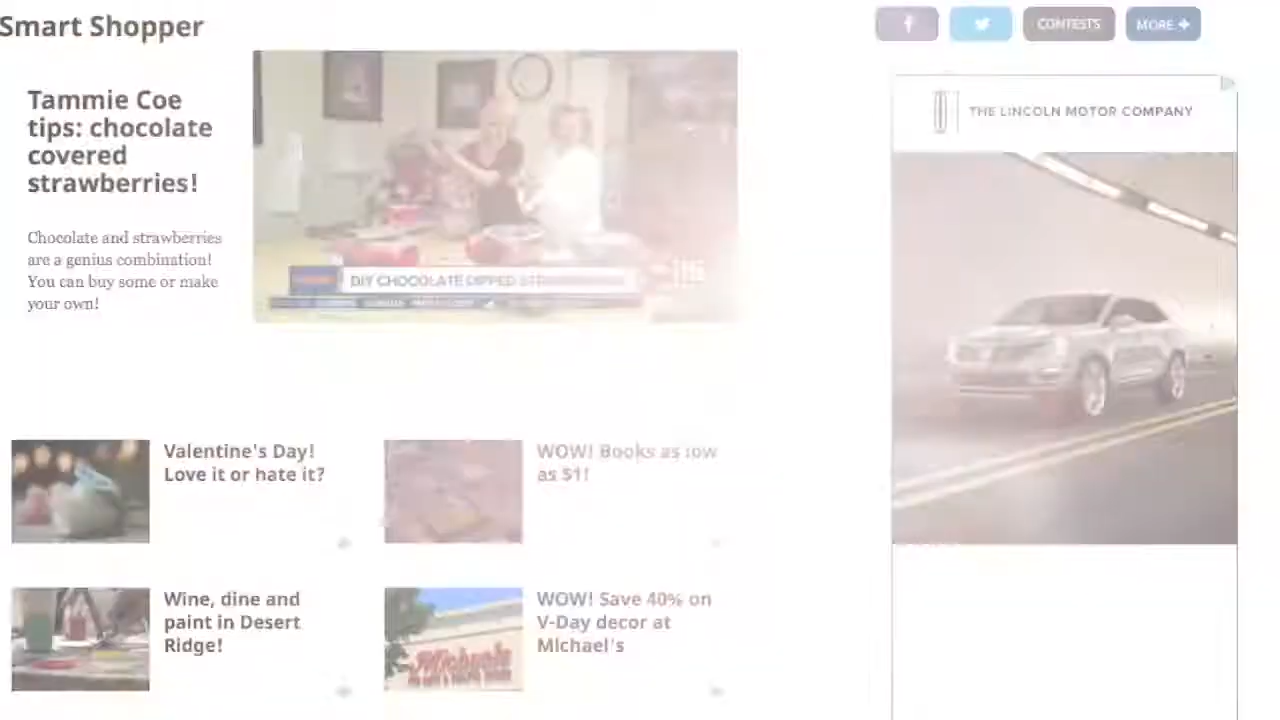 Smart Shopper
f
CONTESTS
MORE +
Tammie Coe
tips: chocolate
covered
strawberries!
Chocolate and strawberries
are a genius combination!
You can buy some or make
your own!
DIY CHOCOLATE DIPPED
THE LINCOLN MOTOR COMPANY
Valentine's Day!
Love it or hate it?
WOW! Books as low
as $1!
Wine, dine and
paint in Desert
Ridge!
WOW! Save 40% on
V-Day decor at
Michael's
Michaels